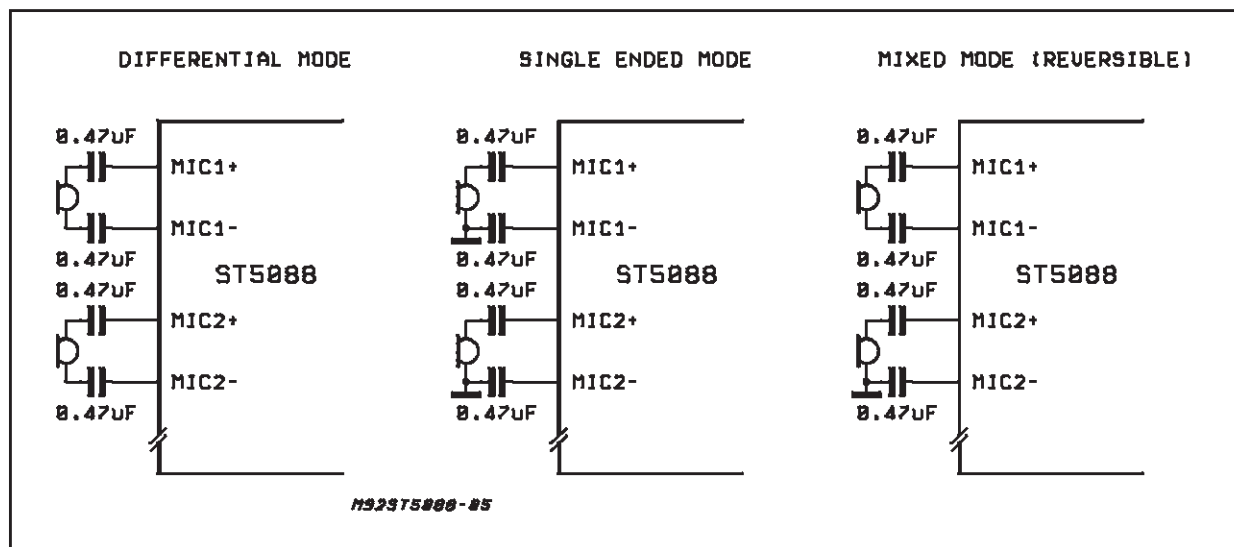 DIFFERENTIAL MODE
0.47uF
MIC1+
MIC1-
0.47uF
ST5088
0.47uF
MIC2+
MIC2-
0.47uF
SINGLE ENDED MODE
0.47uF
MIC1+
MIC1-
0.47uF
ST5088
0.47uF
MIC2+
MIC2-
0.47uF
MIXED MODE (REVERSIBLE)
0.47uF
MIC1+
MIC1-
0.47uF
ST5088
0.47uF
MIC2+
MIC2-
0.47uF
M92ST5088-05